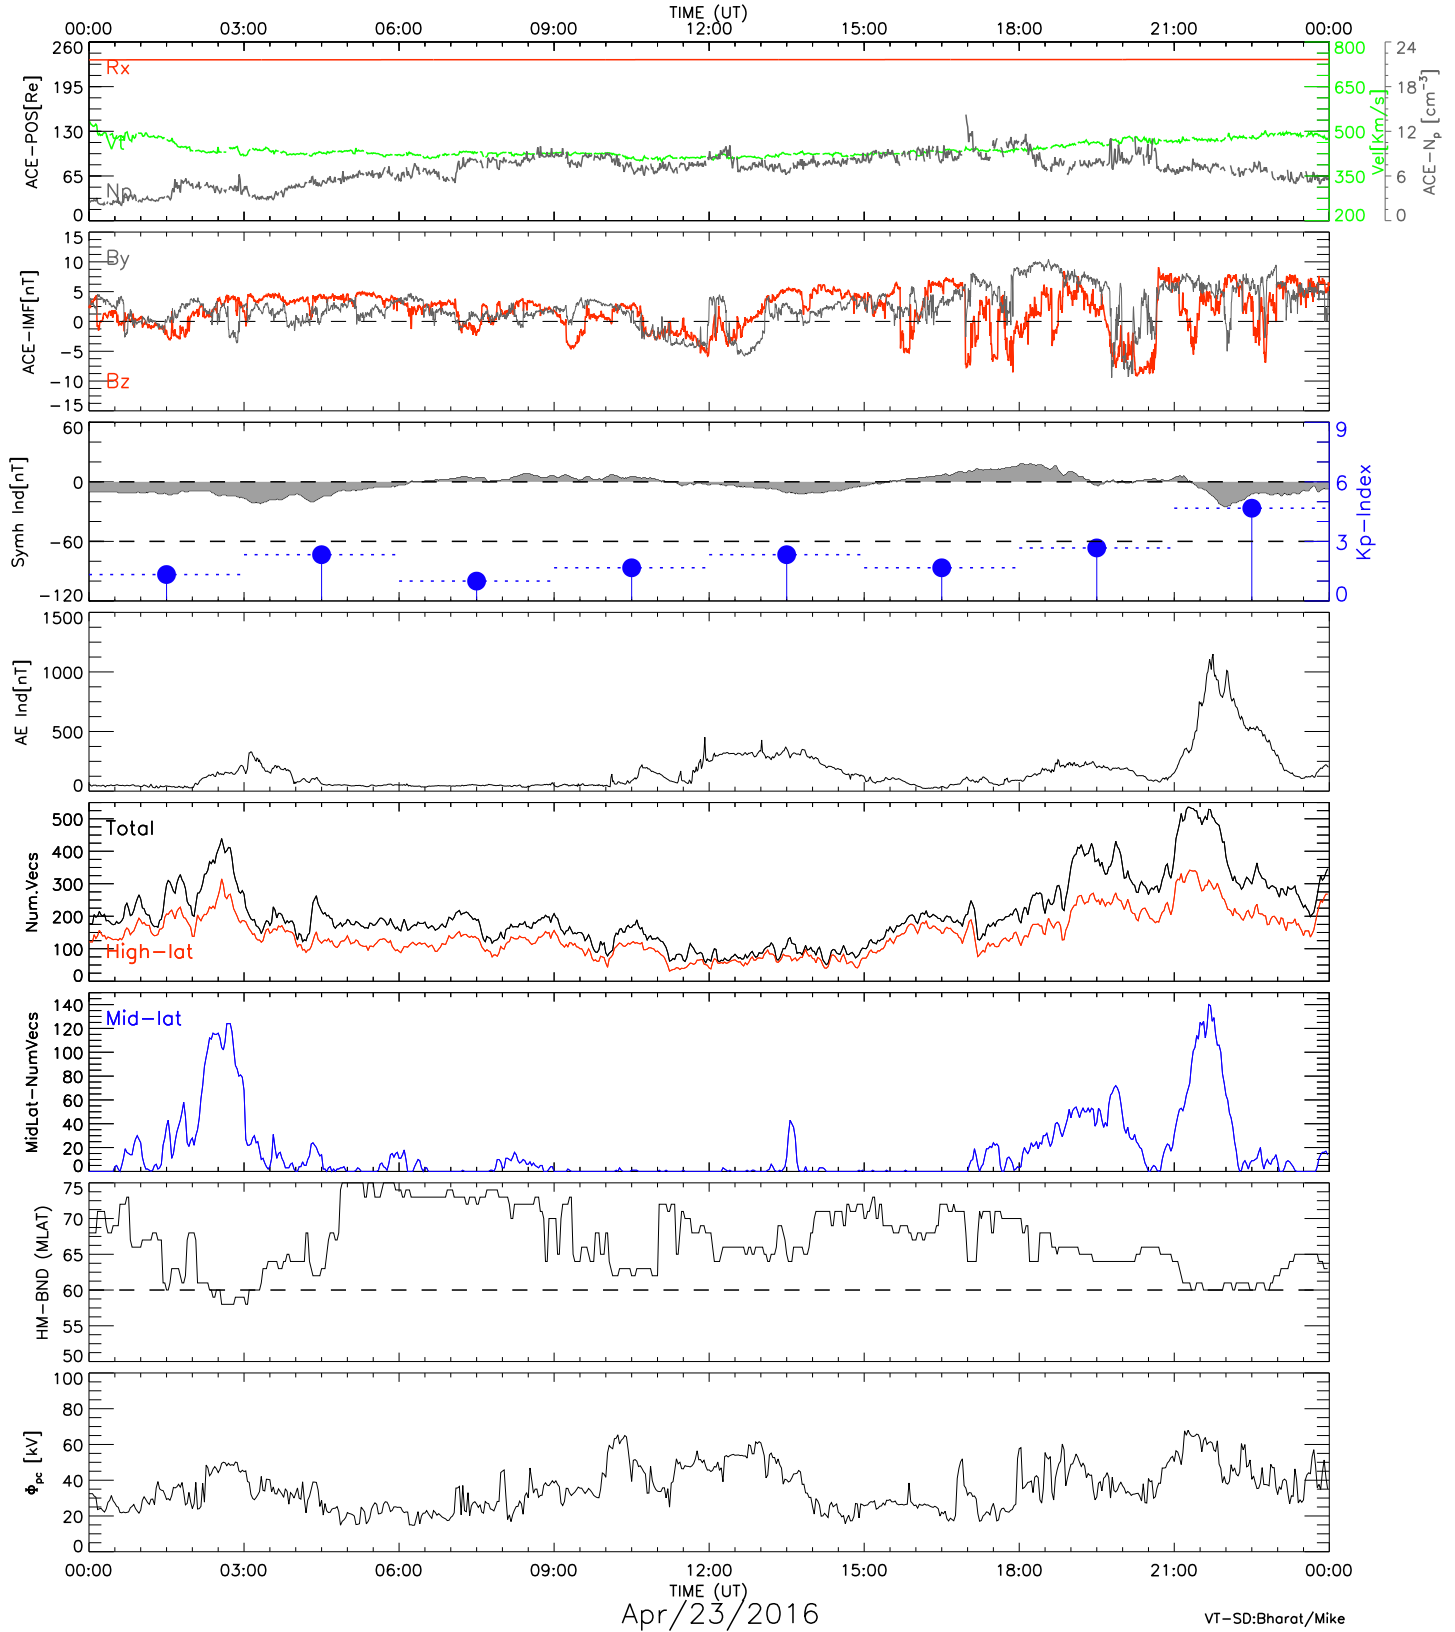 TIME (UT)
00:00 03:00 06:00 09:00 12:00 15:00 18:00 21:00 00:00
260
195
130
65
0
ACE-POS[Re]
Rx
Np
800
650
500
350
200
Vel[Km/s]
24
18
12
6
0
ACE-Np [cm-3]
15
10
5
0
-5
-10
-15
ACE-IMF[nT]
By
Bz
60
0
-60
-120
Symh Ind[nT]
9
6
3
0
Kp-Index
1500
1000
500
0
AE Ind[nT]
500
400
300
200
100
0
Num.Vecs
Total
High-lat
140
120
100
80
60
40
20
0
MidLat-NumVecs
Mid-lat
75
70
65
60
55
50
HM-BND (MLAT)
100
80
60
40
20
0
Φpc [kV]
00:00 03:00 06:00 09:00 12:00 15:00 18:00 21:00 00:00
TIME (UT)
Apr/23/2016
VT-SD:Bharat/Mike